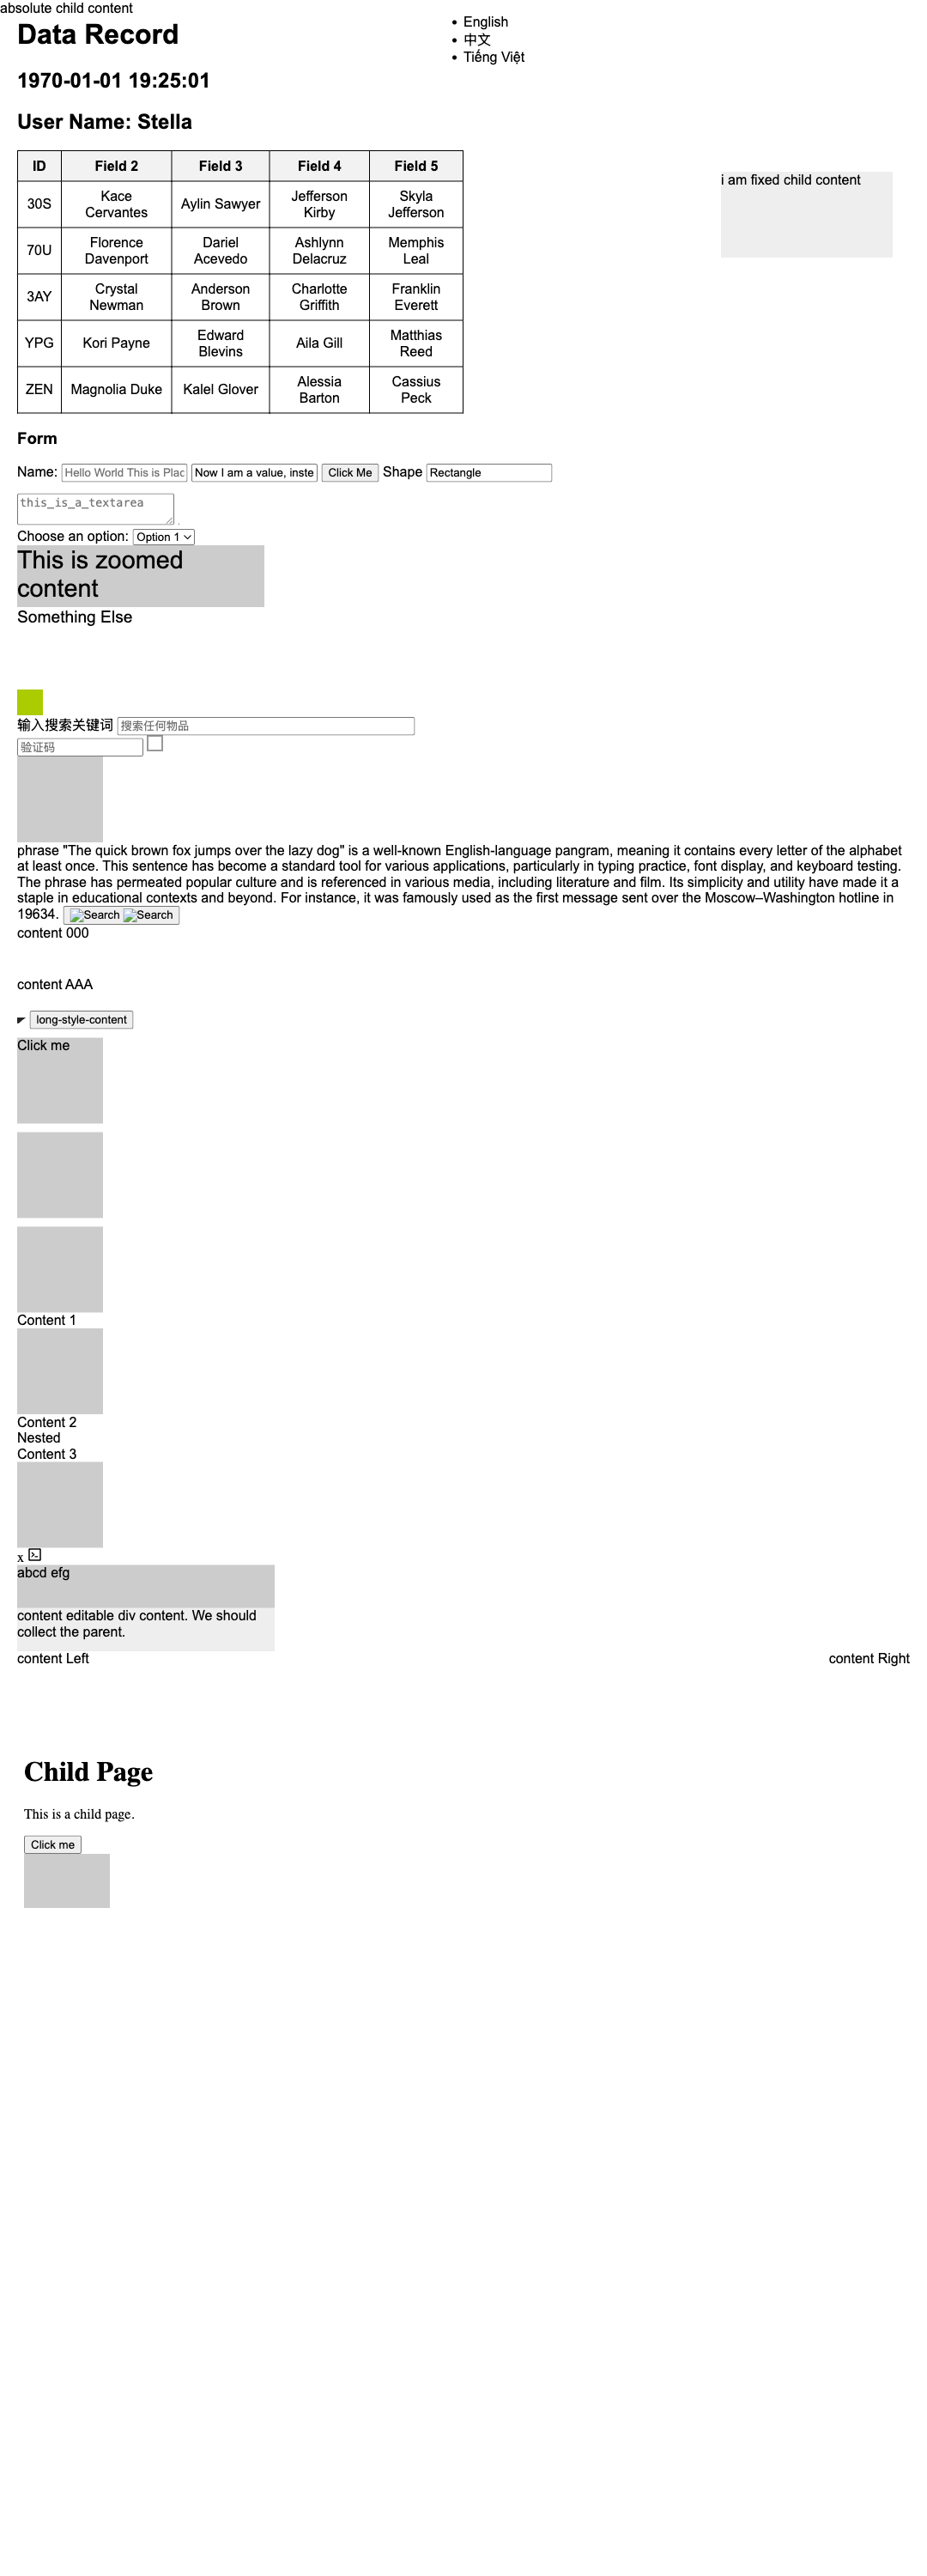 absolute child content
Data Record
• English
• 中文
• Tiếng Việt
1970-01-01 19:25:01
User Name: Stella
ID Field 2 Field 3 Field 4 Field 5
30S Kace Cervantes Aylin Sawyer Jefferson Kirby Skyla Jefferson
70U Florence Davenport Dariel Acevedo Ashlynn Delacruz Memphis Leal
3AY Crystal Newman Anderson Brown Charlotte Griffith Franklin Everett
YPG Kori Payne Edward Blevins Aila Gill Matthias Reed
ZEN Magnolia Duke Kalel Glover Alessia Barton Cassius Peck
i am fixed child content
Form
Name: Hello World This is Plac Now I am a value, inste Click Me Shape Rectangle
this_is_a_textarea
Choose an option: Option 1
This is zoomed
content
Something Else
输入搜索关键词 搜索任何物品
验证码
phrase "The quick brown fox jumps over the lazy dog" is a well-known English-language pangram, meaning it contains every letter of the alphabet
at least once. This sentence has become a standard tool for various applications, particularly in typing practice, font display, and keyboard testing.
The phrase has permeated popular culture and is referenced in various media, including literature and film. Its simplicity and utility have made it a
staple in educational contexts and beyond. For instance, it was famously used as the first message sent over the Moscow–Washington hotline in
19634. Search Search
content 000
content AAA
long-style-content
Click me
Content 1
Content 2
Nested
Content 3
x
abcd efg
content editable div content. We should
collect the parent.
content Left content Right
Child Page
This is a child page.
Click me